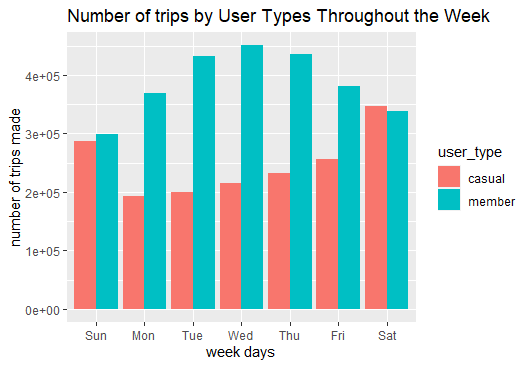 Number of trips by User Types Throughout the Week
number of trips made
4e+05
3e+05
2e+05
1e+05
0e+00
Sun Mon Tue Wed Thu Fri Sat
week days
user_type
casual
member